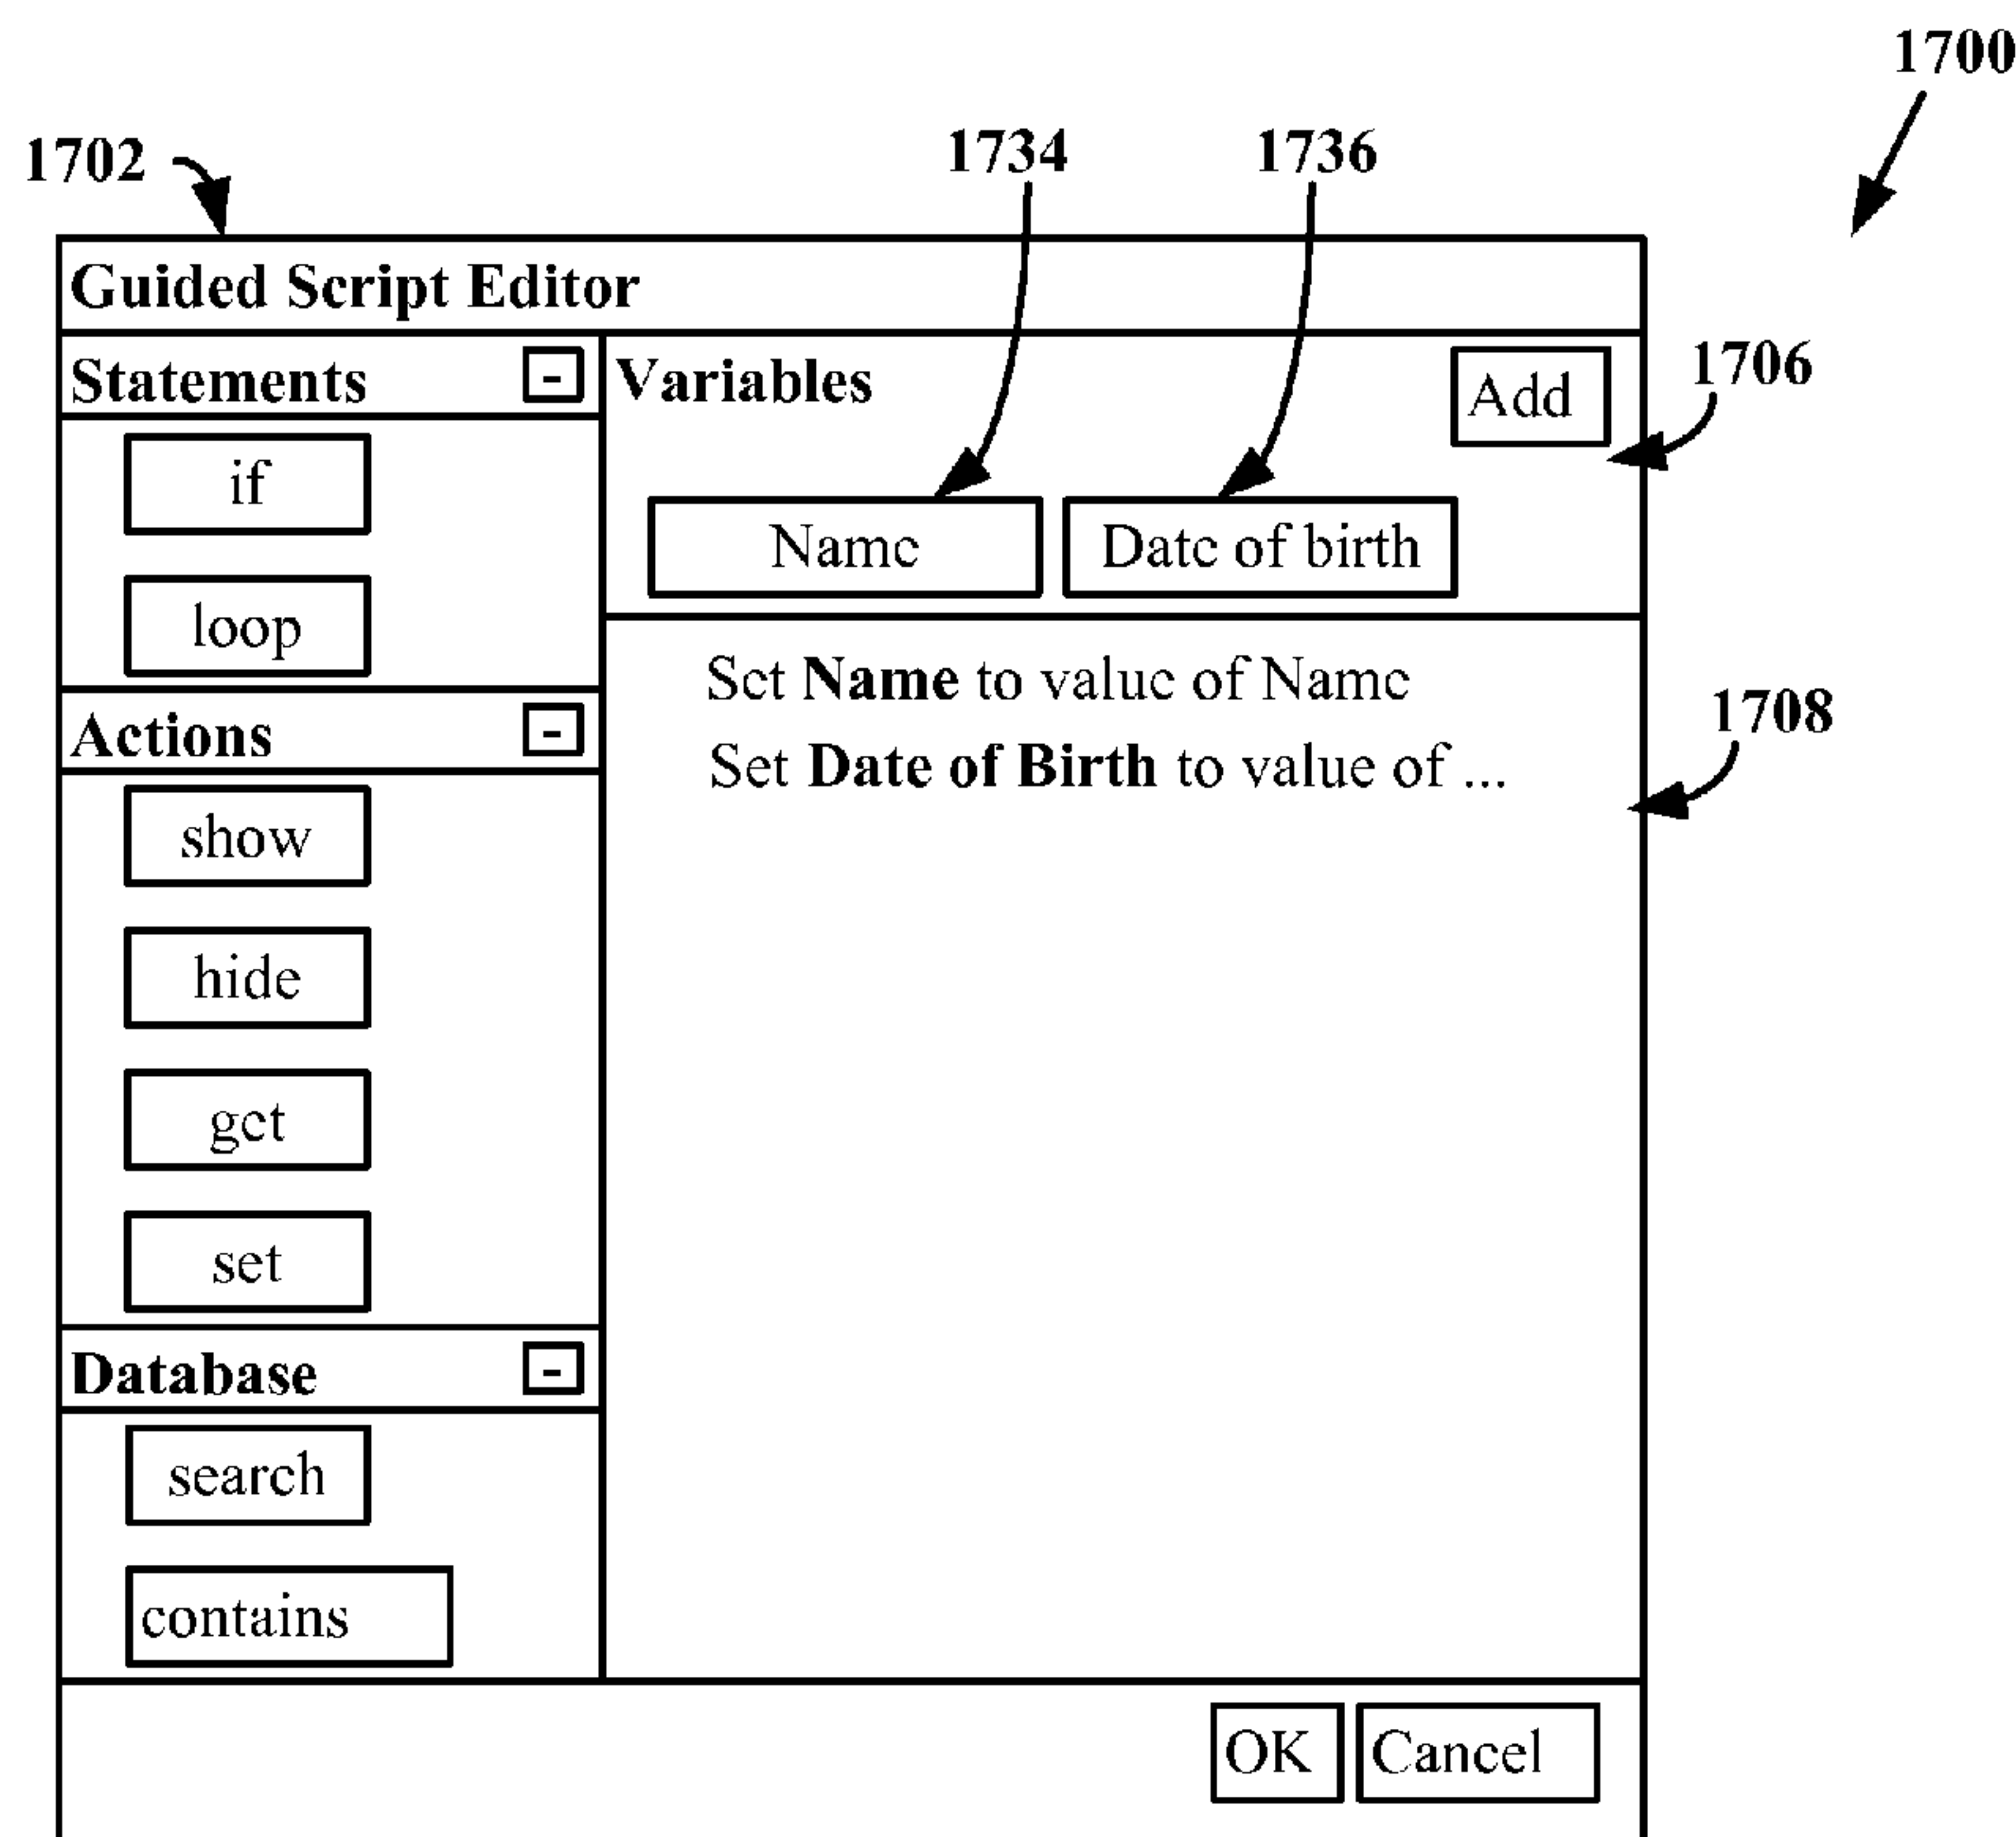 1700
1702
1734
1736
Guided Script Editor
Statements
-
Variables
Add
1706
if
Name
Date of birth
loop
Set Name to value of Name
Actions
-
1708
Set Date of Birth to value of ...
show
hide
get
set
Database
-
search
contains
OK
Cancel